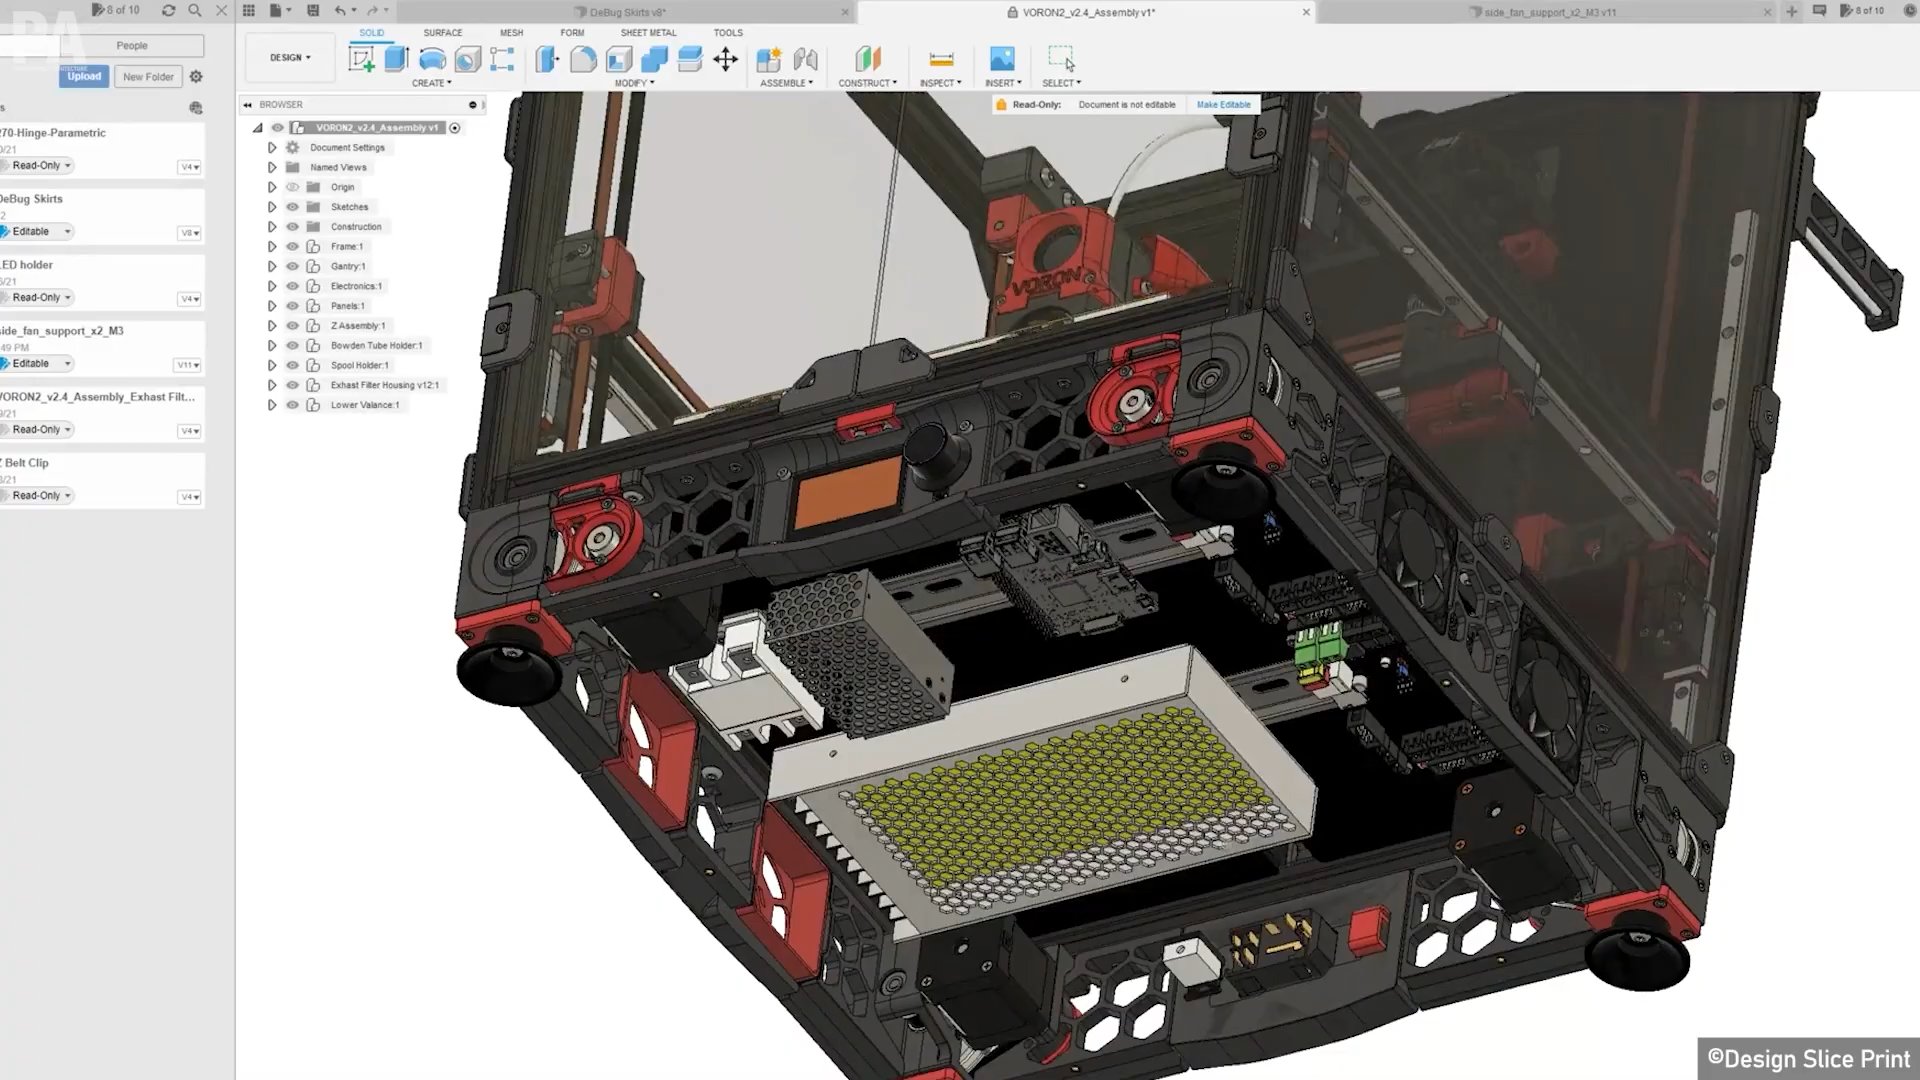 8 of 10
People
Upload
New Folder
270-Hinge-Parametric
Read-Only
V4
DeBug Skirts
Editable
V8
LED holder
Read-Only
V4
side_fan_support_x2_M3
:49 PM
Editable
V11
VORON2_v2.4_Assembly_Exhast Filt...
Read-Only
V4
Z Belt Clip
Read-Only
V4
DeBug Skirts v8*
VORON2_v2.4_Assembly v1*
side_fan_support_x2_M3 v11
8 of 10
DESIGN
SOLID
SURFACE
MESH
FORM
SHEET METAL
TOOLS
CREATE
MODIFY
ASSEMBLE
CONSTRUCT
INSPECT
INSERT
SELECT
BROWSER
Read-Only: Document is not editable Make Editable
VORON2_v2.4_Assembly v1
Document Settings
Named Views
Origin
Sketches
Construction
Frame:1
Gantry:1
Electronics:1
Panels:1
Z Assembly:1
Bowden Tube Holder:1
Spool Holder:1
Exhast Filter Housing v12:1
Lower Valance:1
VORON
©Design Slice Print